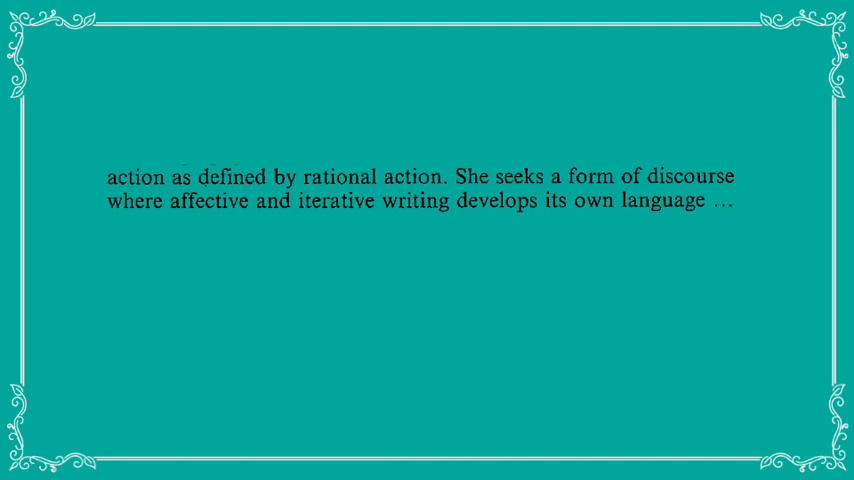 action as defined by rational action. She seeks a form of discourse
where affective and iterative writing develops its own language ...